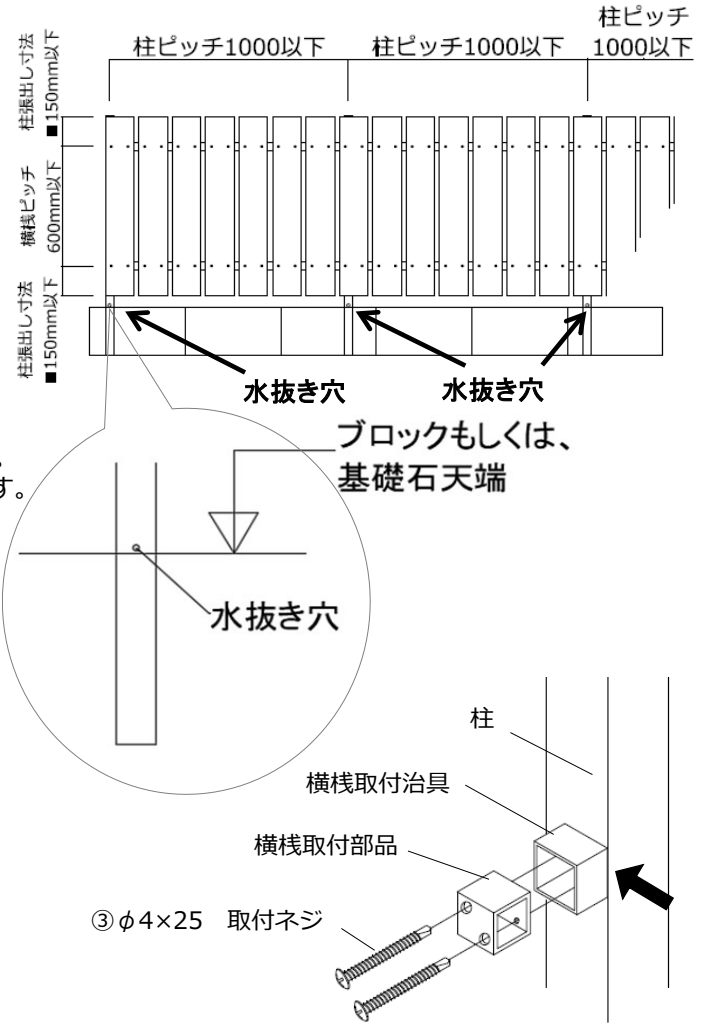 柱ピッチ1000以下
柱ピッチ1000以下
柱ピッチ
1000以下
柱張出し寸法
■150mm以下
横桟ピッチ
600mm以下
柱張出し寸法
■150mm以下
水抜き穴
水抜き穴
ブロックもしくは、
基礎石天端
。
す。
水抜き穴
柱
横桟取付治具
横桟取付部品
③φ4×25 取付ネジ